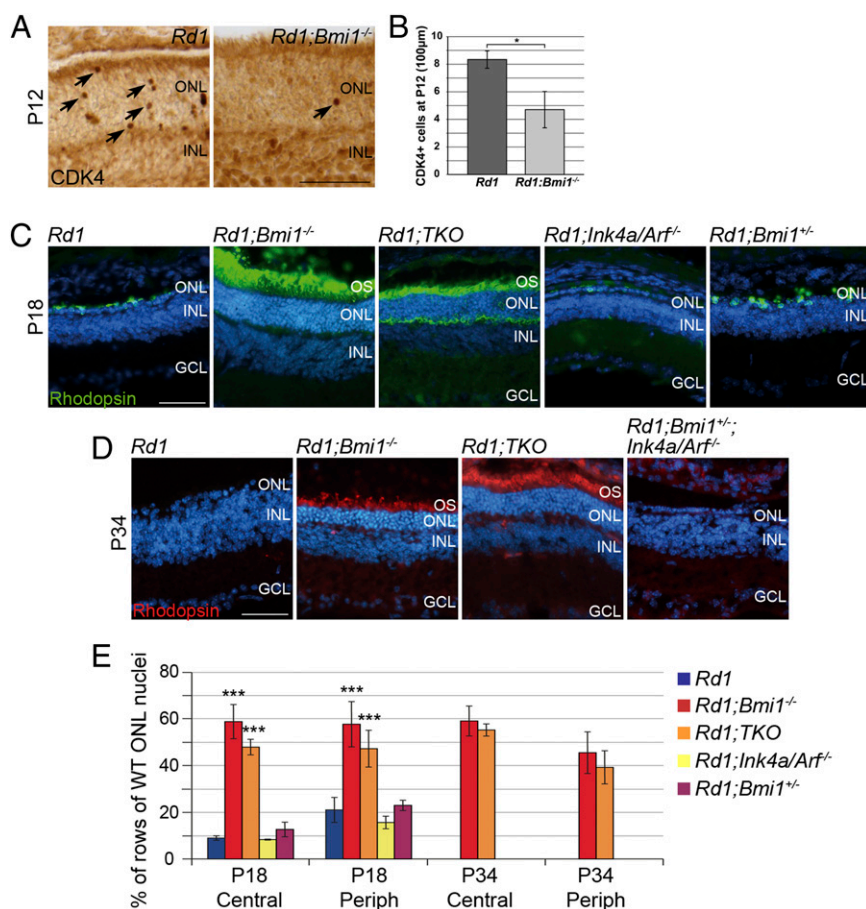 A
Rd1
Rd1;Bmi1-/-
P12
ONL
INL
CDK4
ONL
INL
B
CDK4+ cells at P12 (100µm)
8
6
4
2
0
*
Rd1
Rd1;Bmi1-/-
C
Rd1
Rd1;Bmi1-/-
Rd1;TKO
Rd1;Ink4a/Arf-/-
Rd1;Bmi1+/-
P18
ONL
INL
GCL
Rhodopsin
OS
ONL
INL
OS
ONL
INL
GCL
ONL
INL
GCL
ONL
INL
GCL
D
Rd1
Rd1;Bmi1-/-
Rd1;TKO
Rd1;Bmi1+/-;
Ink4a/Arf-/-
P34
ONL
INL
GCL
Rhodopsin
OS
ONL
INL
GCL
OS
ONL
INL
GCL
ONL
INL
GCL
E
% of rows of WT ONL nuclei
80
60
40
20
0
***
***
***
***
P18
Central
P18
Periph
P34
Central
P34
Periph
Rd1
Rd1;Bmi1-/-
Rd1;TKO
Rd1;Ink4a/Arf-/-
Rd1;Bmi1+/-